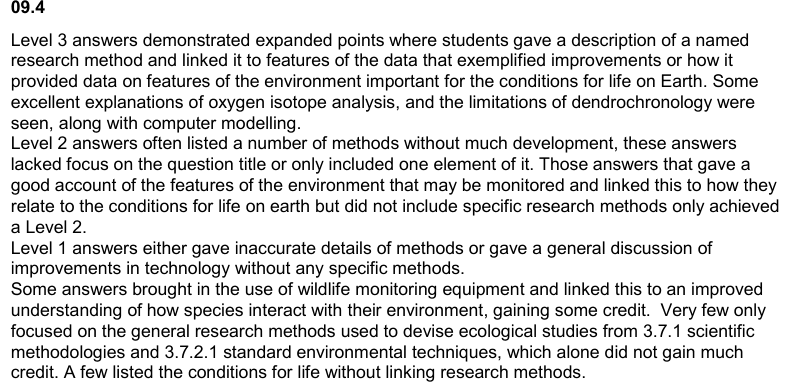 09.4
Level 3 answers demonstrated expanded points where students gave a description of a named
research method and linked it to features of the data that exemplified improvements or how it
provided data on features of the environment important for the conditions for life on Earth. Some
excellent explanations of oxygen isotope analysis, and the limitations of dendrochronology were
seen, along with computer modelling.
Level 2 answers often listed a number of methods without much development, these answers
lacked focus on the question title or only included one element of it. Those answers that gave a
good account of the features of the environment that may be monitored and linked this to how they
relate to the conditions for life on earth but did not include specific research methods only achieved
a Level 2.
Level 1 answers either gave inaccurate details of methods or gave a general discussion of
improvements in technology without any specific methods.
Some answers brought in the use of wildlife monitoring equipment and linked this to an improved
understanding of how species interact with their environment, gaining some credit.  Very few only
focused on the general research methods used to devise ecological studies from 3.7.1 scientific
methodologies and 3.7.2.1 standard environmental techniques, which alone did not gain much
credit. A few listed the conditions for life without linking research methods.